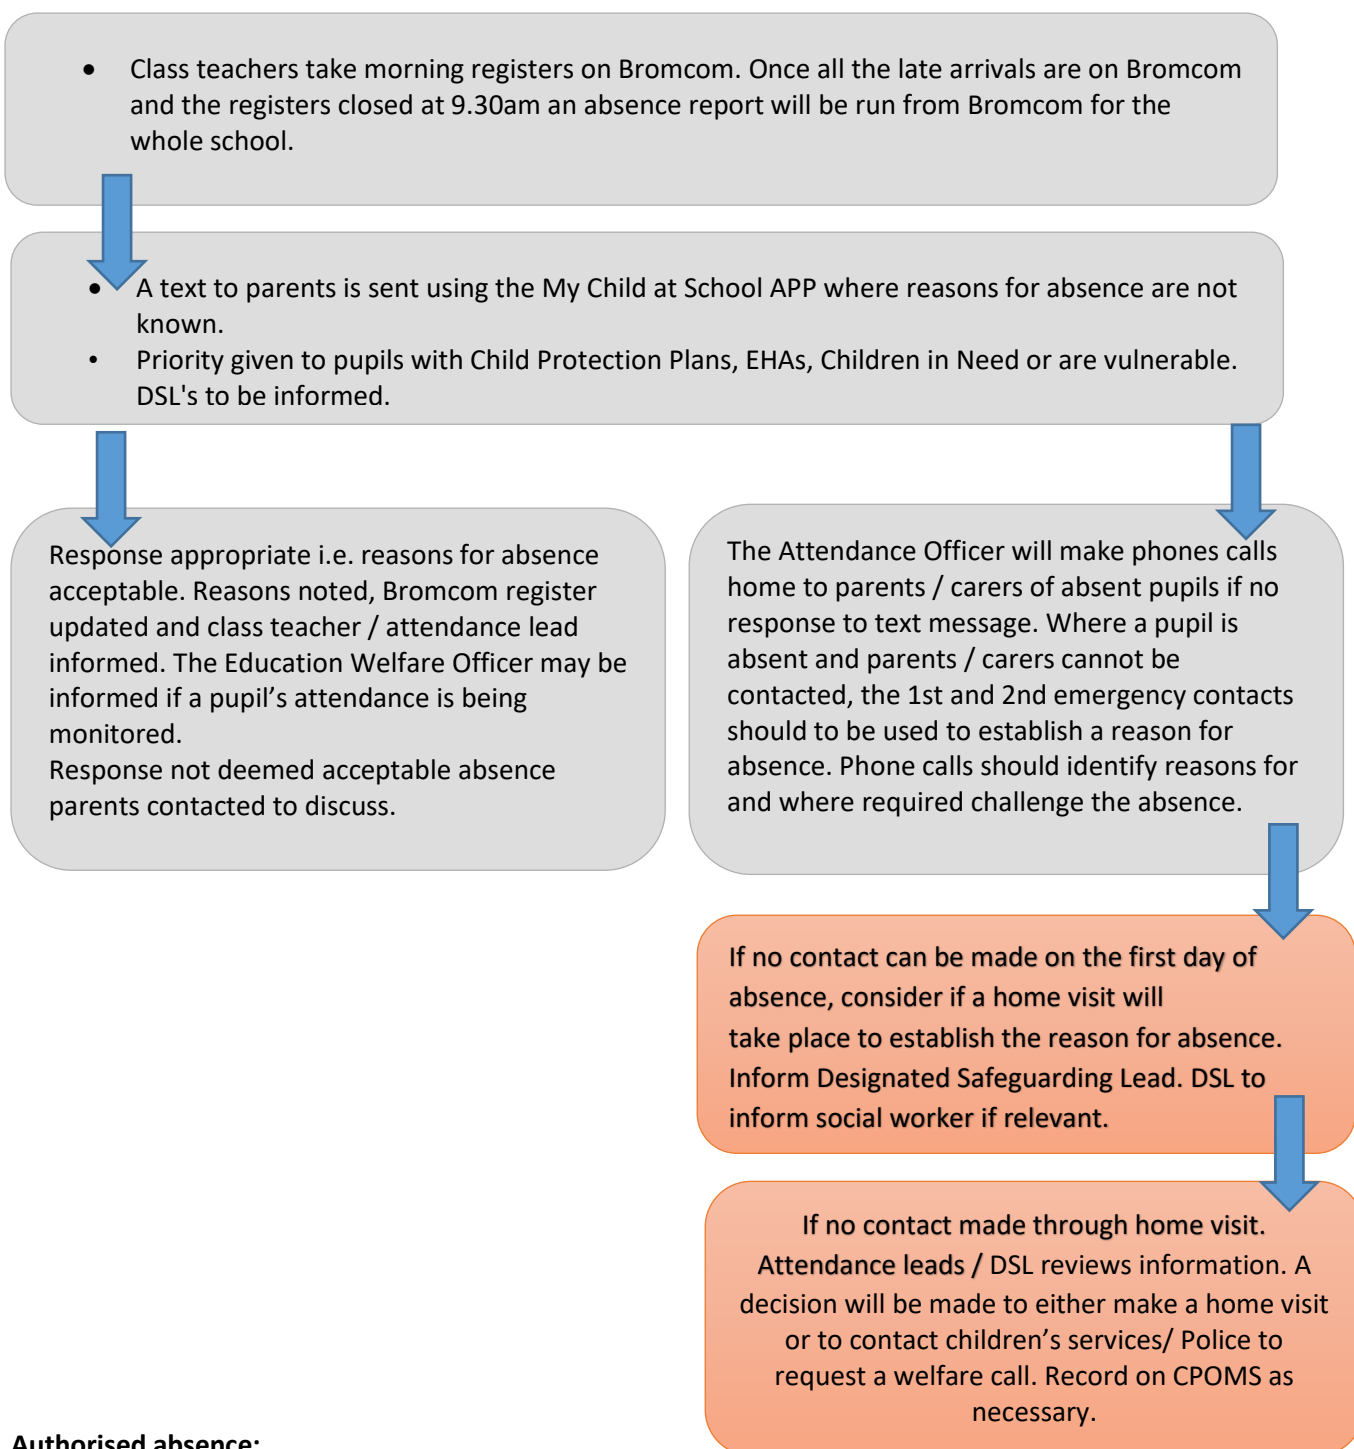 • Class teachers take morning registers on Bromcom. Once all the late arrivals are on Bromcom
and the registers closed at 9.30am an absence report will be run from Bromcom for the
whole school.
• A text to parents is sent using the My Child at School APP where reasons for absence are not
known.
• Priority given to pupils with Child Protection Plans, EHAs, Children in Need or are vulnerable.
DSL's to be informed.
Response appropriate i.e. reasons for absence
acceptable. Reasons noted, Bromcom register
updated and class teacher / attendance lead
informed. The Education Welfare Officer may be
informed if a pupil’s attendance is being
monitored.
Response not deemed acceptable absence
parents contacted to discuss.
The Attendance Officer will make phones calls
home to parents / carers of absent pupils if no
response to text message. Where a pupil is
absent and parents / carers cannot be
contacted, the 1st and 2nd emergency contacts
should to be used to establish a reason for
absence. Phone calls should identify reasons for
and where required challenge the absence.
If no contact can be made on the first day of
absence, consider if a home visit will
take place to establish the reason for absence.
Inform Designated Safeguarding Lead. DSL to
inform social worker if relevant.
If no contact made through home visit.
Attendance leads / DSL reviews information. A
decision will be made to either make a home visit
or to contact children’s services/ Police to
request a welfare call. Record on CPOMS as
necessary.
Authorised absence: